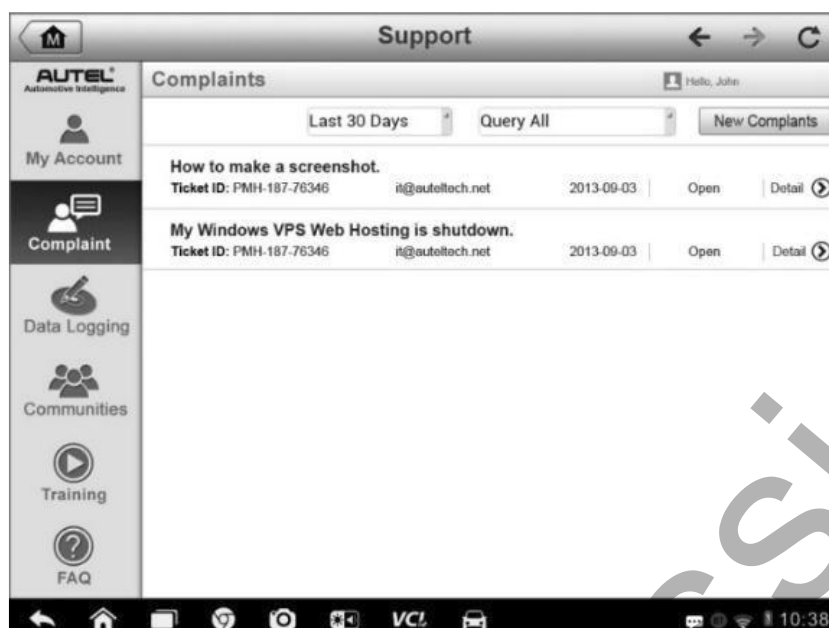 M
Support
AUTEL
Automotive Intelligence
Complaints
Hello, John
Last 30 Days
Query All
New Complants
My Account
How to make a screenshot.
Ticket ID: PMH-187-76346 it@auteltech.net 2013-09-03 Open Detail
Complaint
My Windows VPS Web Hosting is shutdown.
Ticket ID: PMH-187-76346 it@auteltech.net 2013-09-03 Open Detail
Data Logging
Communities
Training
FAQ
VCI
10:38